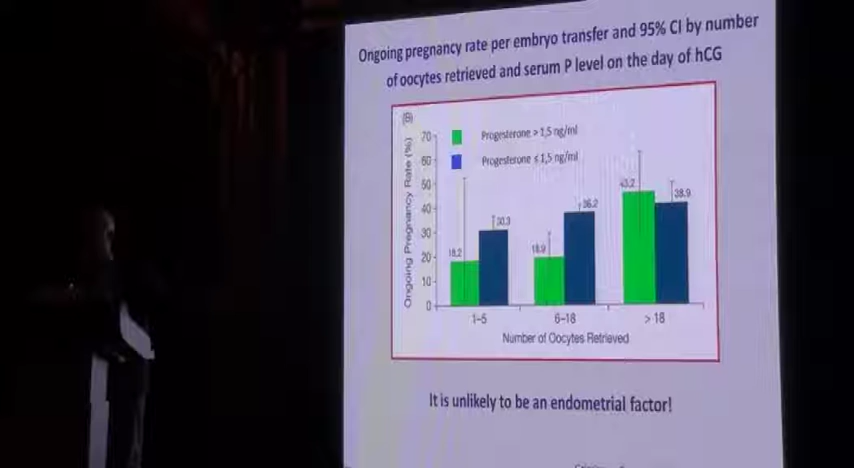 Ongoing pregnancy rate per embryo transfer and 95% CI by number
of oocytes retrieved and serum P level on the day of hCG
(B)
Ongoing Pregnancy Rate (%)
70
60
50
40
30
20
10
0
Progesterone > 1,5 ng/ml
Progesterone ≤ 1,5 ng/ml
18.2
30.3
18.9
36.2
43.2
38.9
1–5
6–18
> 18
Number of Oocytes Retrieved
It is unlikely to be an endometrial factor!